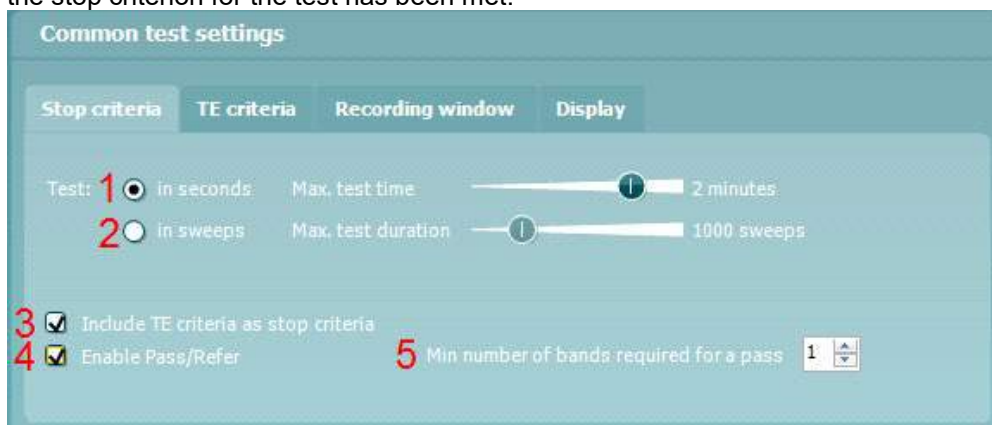 the stop criterion for the test has been met.
Common test settings
Stop criteria TE criteria Recording window Display
Test: 1 in seconds Max. test time 2 minutes
2 in sweeps Max. test duration 1000 sweeps
3 Include TE criteria as stop criteria
4 Enable Pass/Refer 5 Min number of bands required for a pass 1